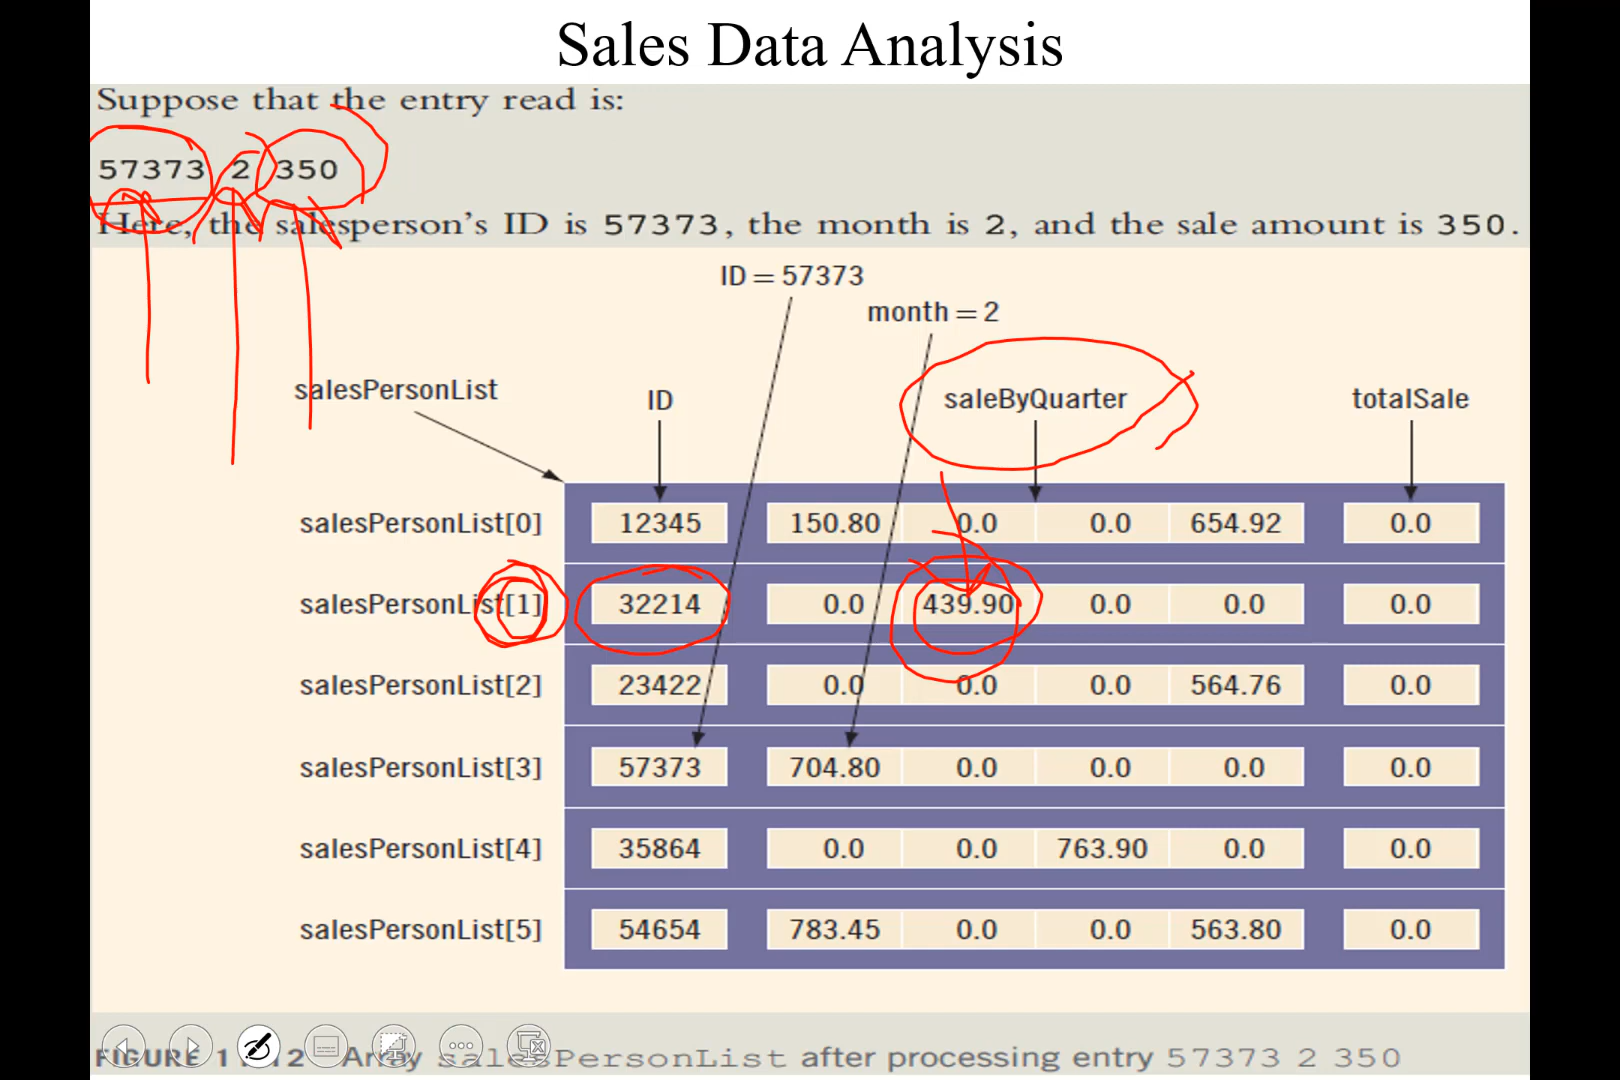 Sales Data Analysis
Suppose that the entry read is:
57373 2 350
Here, the salesperson's ID is 57373, the month is 2, and the sale amount is 350.
ID = 57373
month = 2
salesPersonList ID saleByQuarter totalSale
salesPersonList[0] 12345 150.80 0.0 0.0 654.92 0.0
salesPersonList[1] 32214 0.0 439.90 0.0 0.0 0.0
salesPersonList[2] 23422 0.0 0.0 0.0 564.76 0.0
salesPersonList[3] 57373 704.80 0.0 0.0 0.0 0.0
salesPersonList[4] 35864 0.0 0.0 763.90 0.0 0.0
salesPersonList[5] 54654 783.45 0.0 0.0 563.80 0.0
FIGURE Array salesPersonList after processing entry 57373 2 350